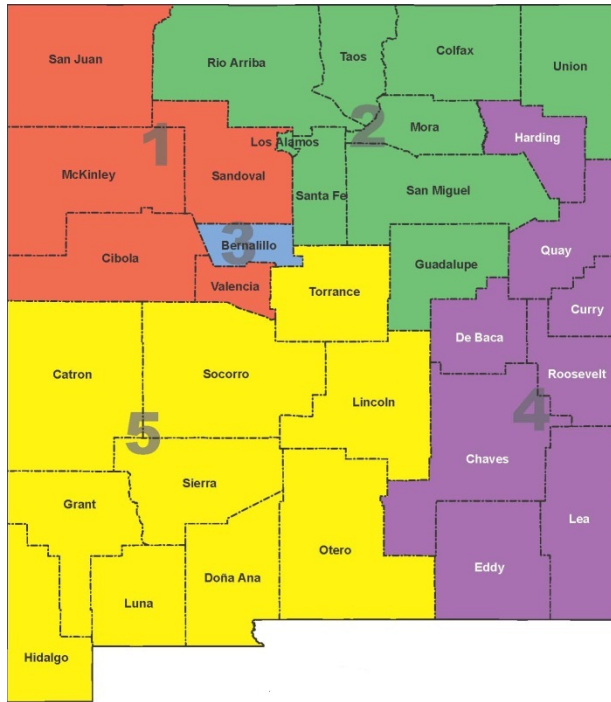 San Juan
Rio Arriba
Taos
Colfax
Union
1
2
Mora
Harding
Los Alamos
McKinley
Sandoval
Santa Fe
San Miguel
3
Bernalillo
Cibola
Quay
Guadalupe
Valencia
Torrance
Curry
De Baca
Catron
Socorro
Roosevelt
Lincoln
4
5
Chaves
Sierra
Grant
Lea
Otero
Doña Ana
Eddy
Luna
Hidalgo